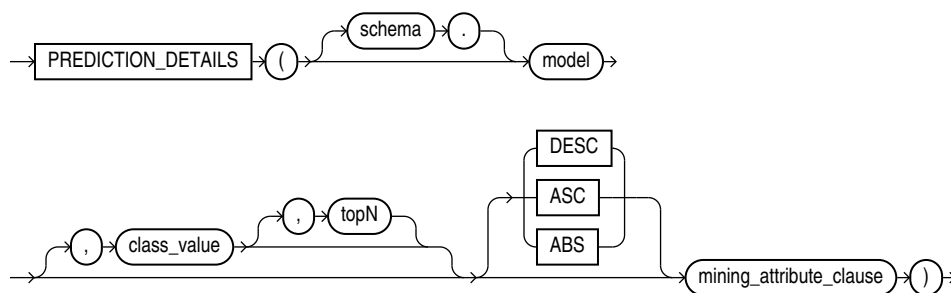 schema .
PREDICTION_DETAILS ( model
DESC
, topN ASC
, class_value ABS
mining_attribute_clause )